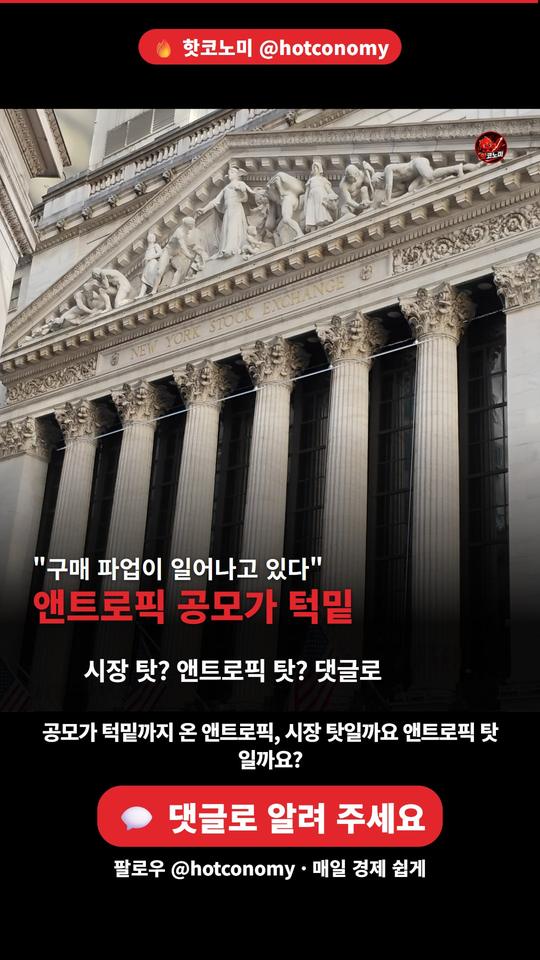 핫코노미 @hotconomy
코노미
NEW YORK STOCK EXCHANGE
"구매 파업이 일어나고 있다"
앤트로픽 공모가 턱밑
시장 탓? 앤트로픽 탓? 댓글로
공모가 턱밑까지 온 앤트로픽, 시장 탓일까요 앤트로픽 탓
일까요?
댓글로 알려 주세요
팔로우 @hotconomy · 매일 경제 쉽게